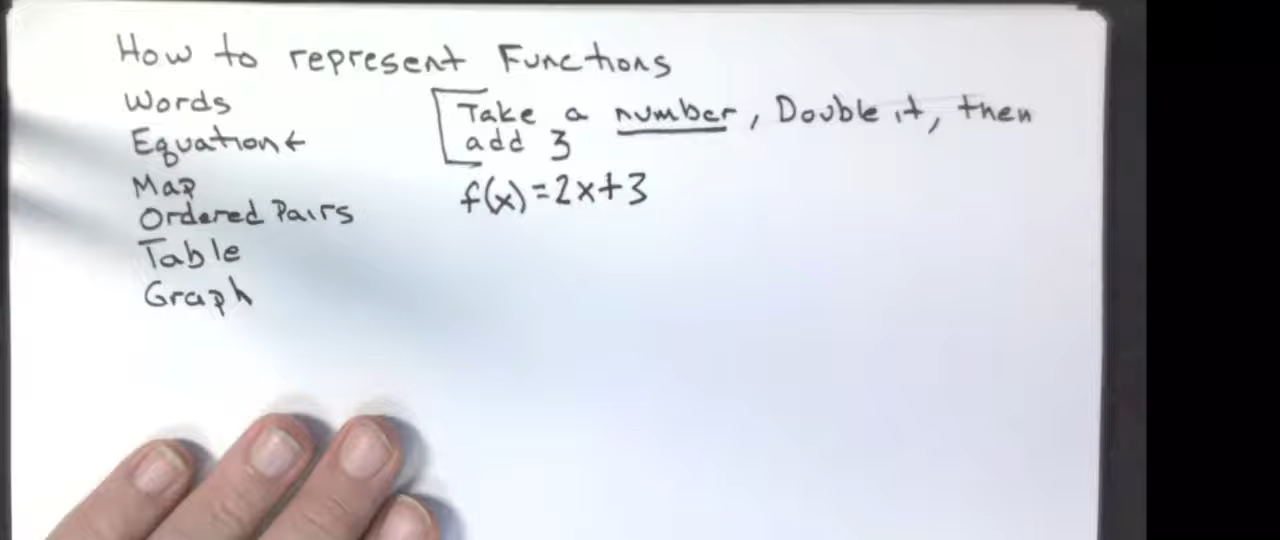 How to represent Functions
Words
Equation ←
Map
Ordered Pairs
Table
Graph
Take a number, Double it, then
add 3
f(x)=2x+3